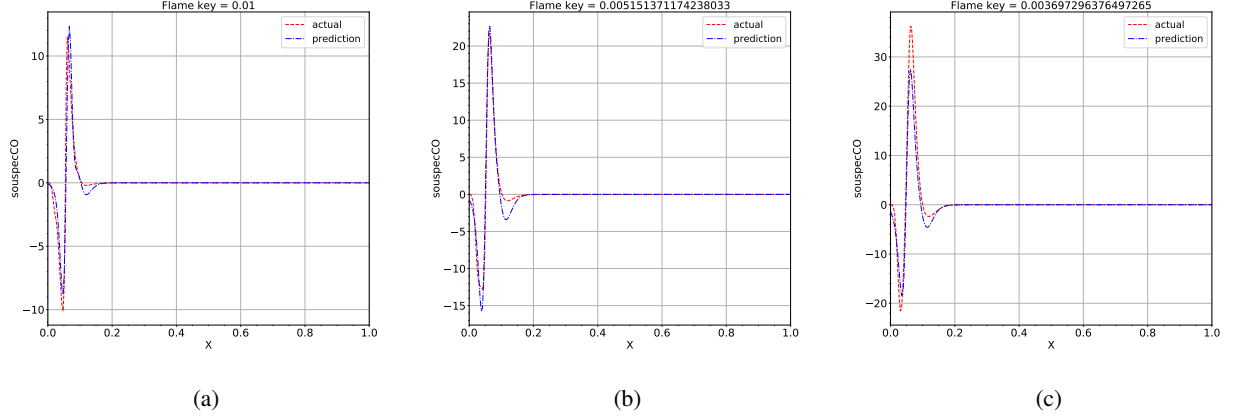 Flame key = 0.01
actual
prediction
souspecCO
10
5
0
−5
−10
0.0 0.2 0.4 0.6 0.8 1.0
X
(a)
Flame key = 0.005151371174238033
actual
prediction
souspecCO
20
15
10
5
0
−5
−10
−15
0.0 0.2 0.4 0.6 0.8 1.0
X
(b)
Flame key = 0.003697296376497265
actual
prediction
souspecCO
30
20
10
0
−10
−20
0.0 0.2 0.4 0.6 0.8 1.0
X
(c)